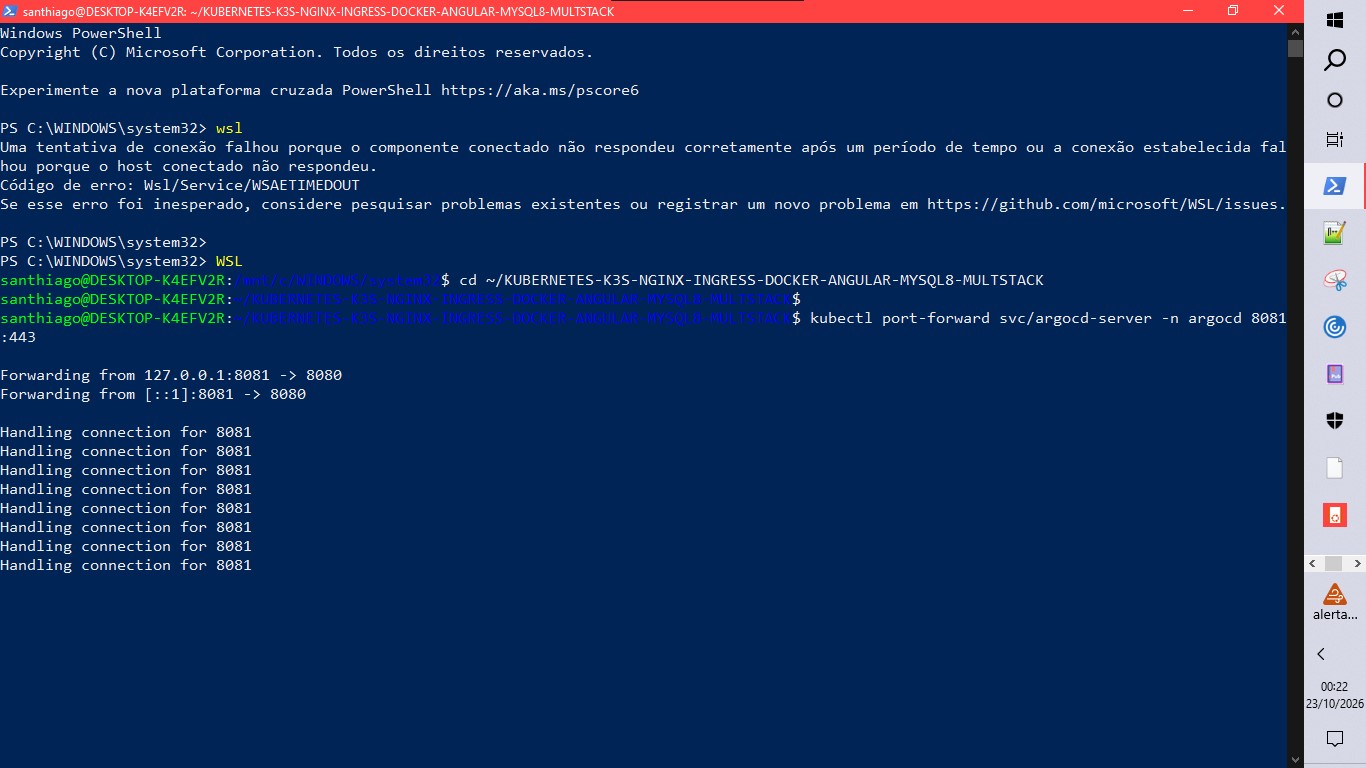 santhiago@DESKTOP-K4EFV2R: ~/KUBERNETES-K3S-NGINX-INGRESS-DOCKER-ANGULAR-MYSQL8-MULTSTACK
Windows PowerShell
Copyright (C) Microsoft Corporation. Todos os direitos reservados.
Experimente a nova plataforma cruzada PowerShell https://aka.ms/pscore6
PS C:\WINDOWS\system32> wsl
Uma tentativa de conexão falhou porque o componente conectado não respondeu corretamente após um período de tempo ou a conexão estabelecida fal
hou porque o host conectado não respondeu.
Código de erro: Wsl/Service/WSAETIMEDOUT
Se esse erro foi inesperado, considere pesquisar problemas existentes ou registrar um novo problema em https://github.com/microsoft/WSL/issues.
PS C:\WINDOWS\system32>
PS C:\WINDOWS\system32> WSL
santhiago@DESKTOP-K4EFV2R:/mnt/c/WINDOWS/system32$ cd ~/KUBERNETES-K3S-NGINX-INGRESS-DOCKER-ANGULAR-MYSQL8-MULTSTACK
santhiago@DESKTOP-K4EFV2R:~/KUBERNETES-K3S-NGINX-INGRESS-DOCKER-ANGULAR-MYSQL8-MULTSTACK$
santhiago@DESKTOP-K4EFV2R:~/KUBERNETES-K3S-NGINX-INGRESS-DOCKER-ANGULAR-MYSQL8-MULTSTACK$ kubectl port-forward svc/argocd-server -n argocd 8081
:443
Forwarding from 127.0.0.1:8081 -> 8080
Forwarding from [::1]:8081 -> 8080
Handling connection for 8081
Handling connection for 8081
Handling connection for 8081
Handling connection for 8081
Handling connection for 8081
Handling connection for 8081
Handling connection for 8081
Handling connection for 8081
alerta...
00:22
23/10/2026